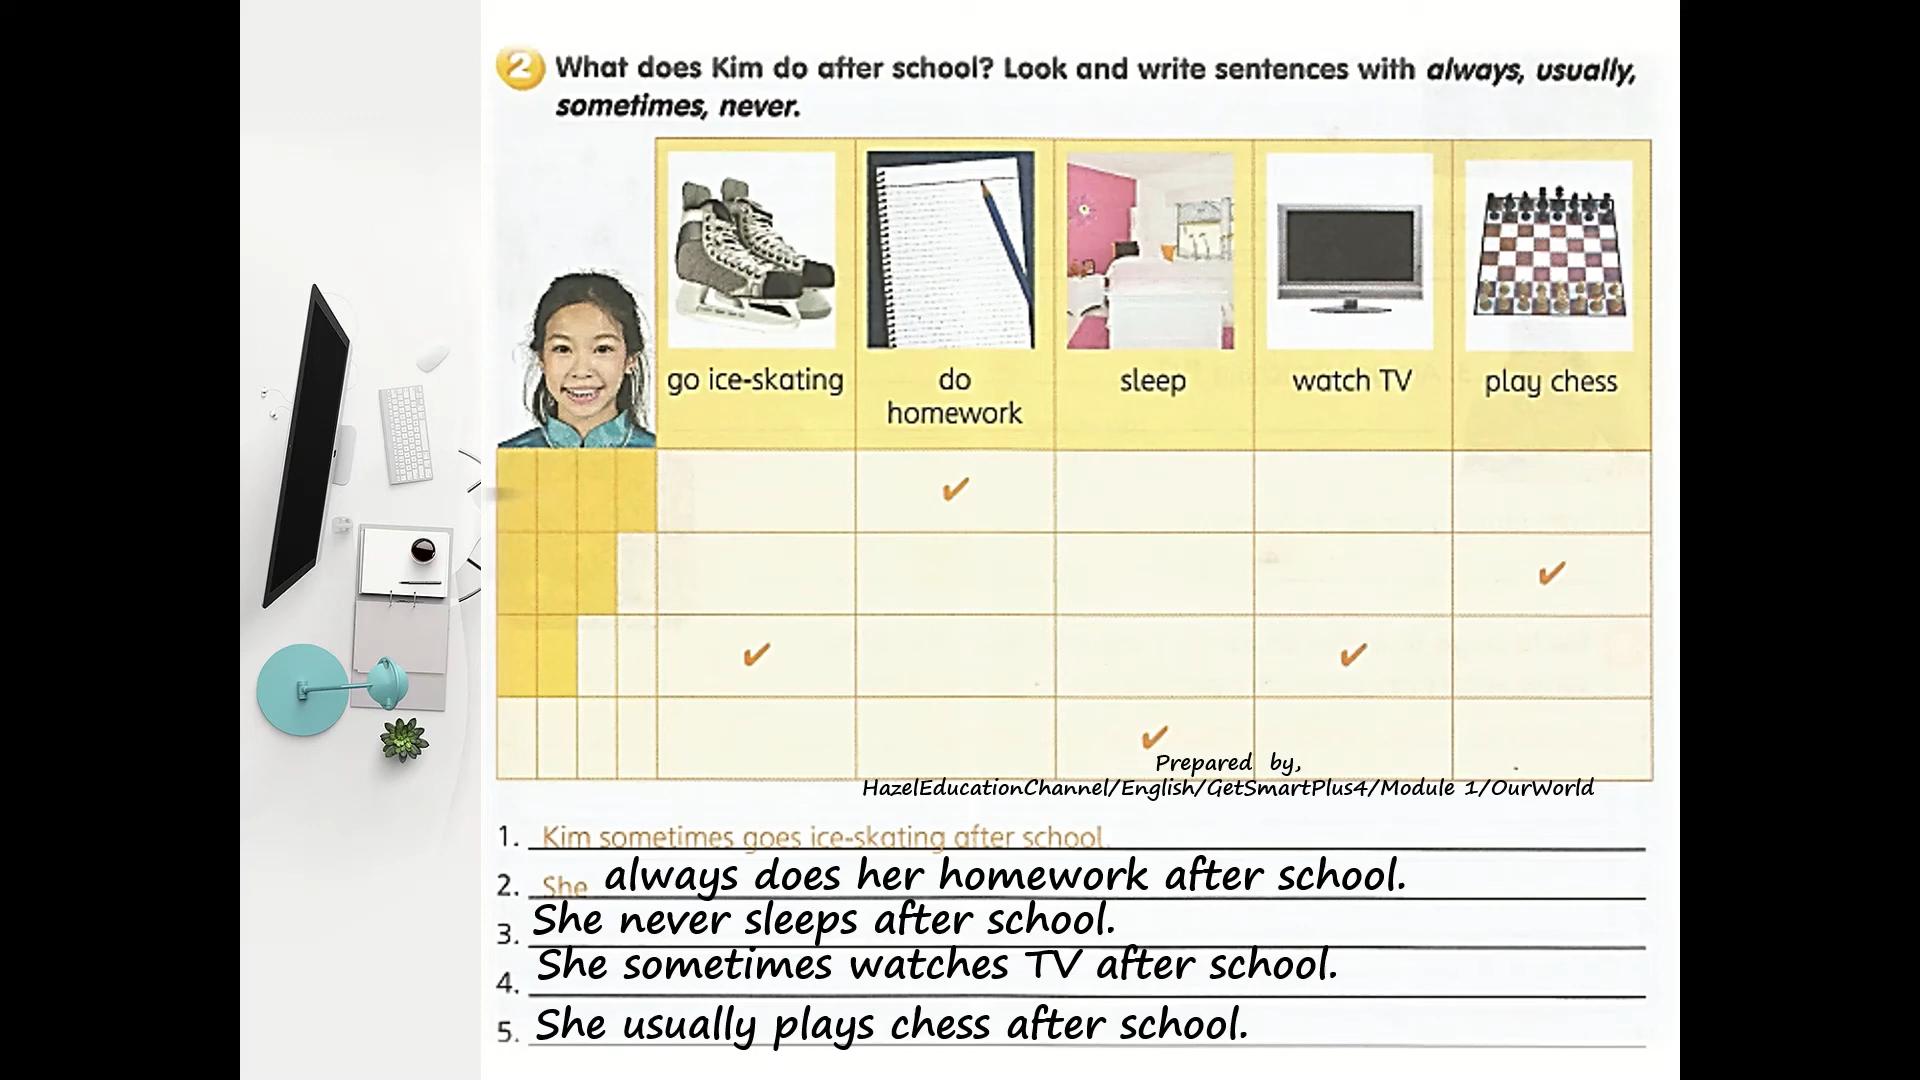 2 What does Kim do after school? Look and write sentences with always, usually,
sometimes, never.
go ice-skating
do
homework
sleep
watch TV
play chess
Prepared by,
HazelEducationChannel/English/GetSmartPlus4/Module 1/OurWorld
1. Kim sometimes goes ice-skating after school.
2. She always does her homework after school.
3. She never sleeps after school.
4. She sometimes watches TV after school.
5. She usually plays chess after school.